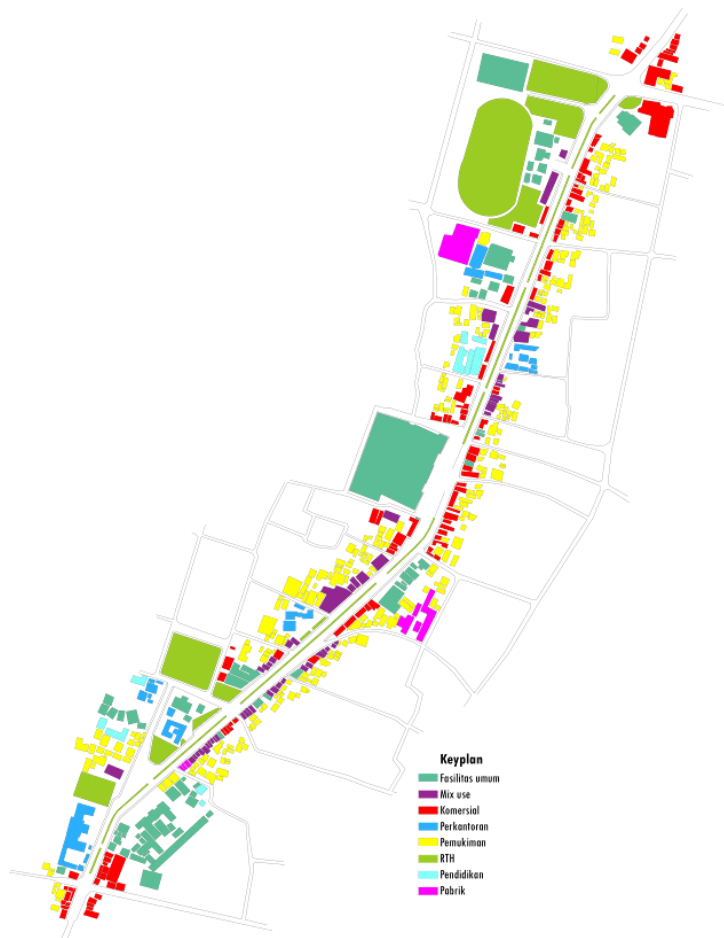 Keyplan
Fasilitas umum
Mix use
Komersial
Perkantoran
Pemukiman
RTH
Pendidikan
Pabrik